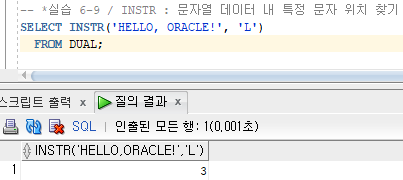 -- *실습 6-9 / INSTR : 문자열 데이터 내 특정 문자 위치 찾기
SELECT INSTR('HELLO, ORACLE!', 'L')
FROM DUAL;
스크립트 출력 x 질의 결과 x
SQL | 인출된 모든 행: 1(0,001초)
INSTR('HELLO,ORACLE!','L')
1 3